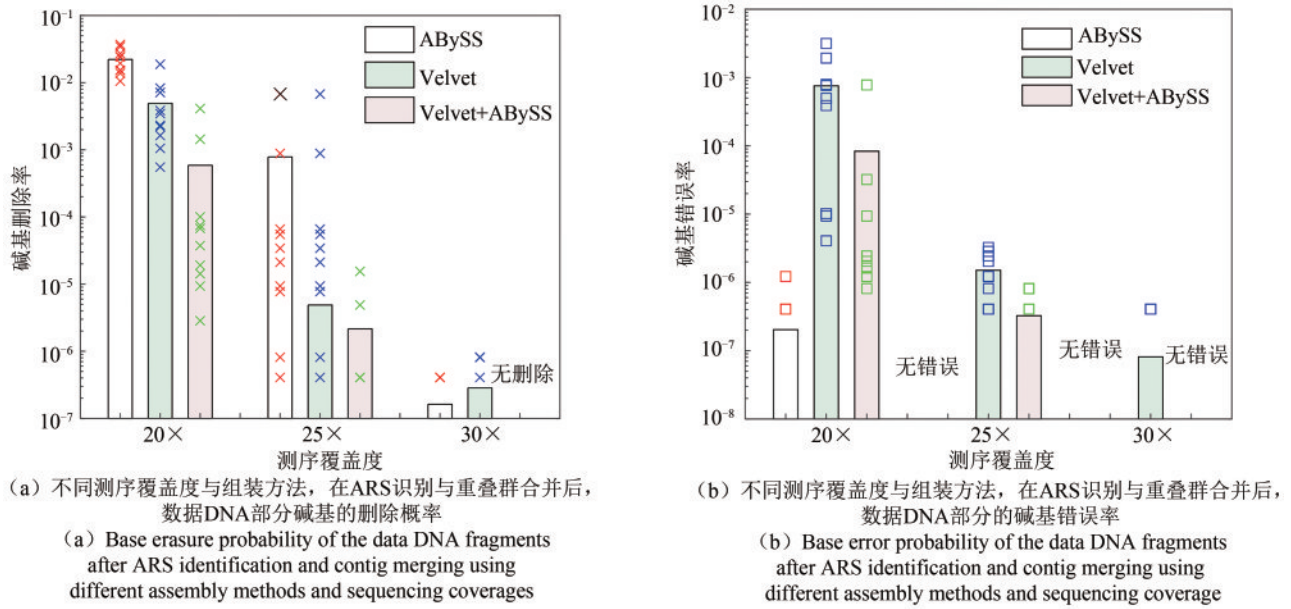 10⁻¹
10⁻²
10⁻³
10⁻⁴
10⁻⁵
10⁻⁶
10⁻⁷
碱基删除率
ABySS
Velvet
Velvet+ABySS
无删除
20×
25×
30×
测序覆盖度
(a) 不同测序覆盖度与组装方法,在ARS识别与重叠群合并后,
数据DNA部分碱基的删除概率
(a) Base erasure probability of the data DNA fragments
after ARS identification and contig merging using
different assembly methods and sequencing coverages
10⁻²
10⁻³
10⁻⁴
10⁻⁵
10⁻⁶
10⁻⁷
10⁻⁸
碱基错误率
ABySS
Velvet
Velvet+ABySS
无错误
无错误
无错误
20×
25×
30×
测序覆盖度
(b) 不同测序覆盖度与组装方法,在ARS识别与重叠群合并后,
数据DNA部分的碱基错误率
(b) Base error probability of the data DNA fragments
after ARS identification and contig merging using
different assembly methods and sequencing coverage